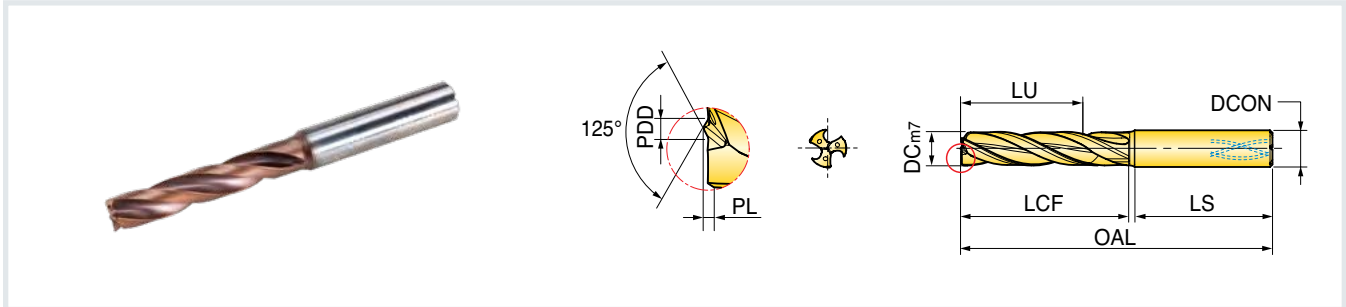 125°
PDD
PL
LU
DCON
DCm7
LCF
LS
OAL